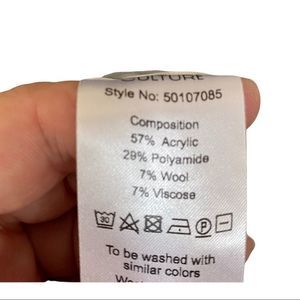 CULTURE
Style No: 50107085
Composition
57% Acrylic
29% Polyamide
7% Wool
7% Viscose
30 P
To be washed with
similar colors